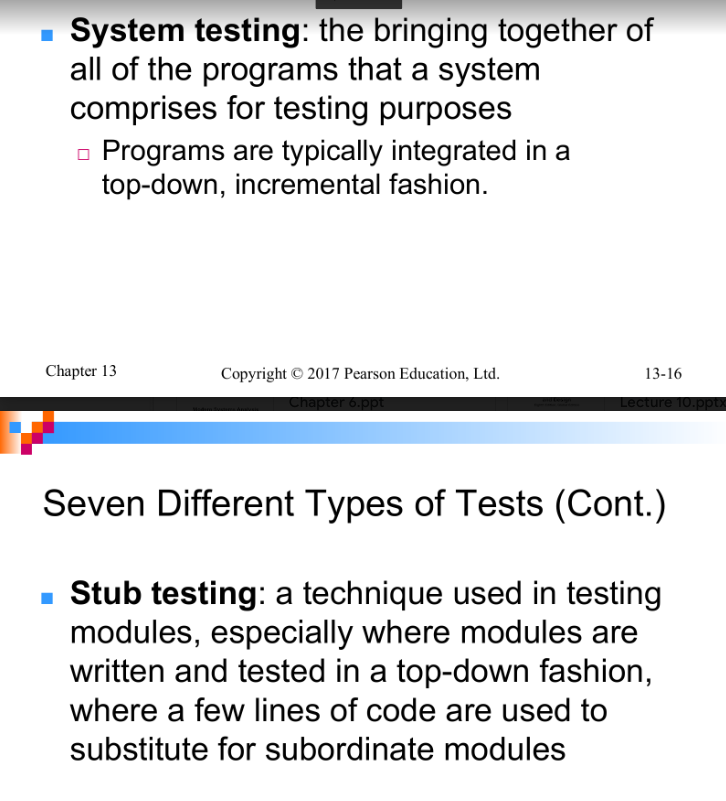 System testing: the bringing together of
all of the programs that a system
comprises for testing purposes
Programs are typically integrated in a
top-down, incremental fashion.
Chapter 13
Copyright © 2017 Pearson Education, Ltd.
13-16
Chapter 6.ppt
Lecture 10.pptx
Seven Different Types of Tests (Cont.)
Stub testing: a technique used in testing
modules, especially where modules are
written and tested in a top-down fashion,
where a few lines of code are used to
substitute for subordinate modules